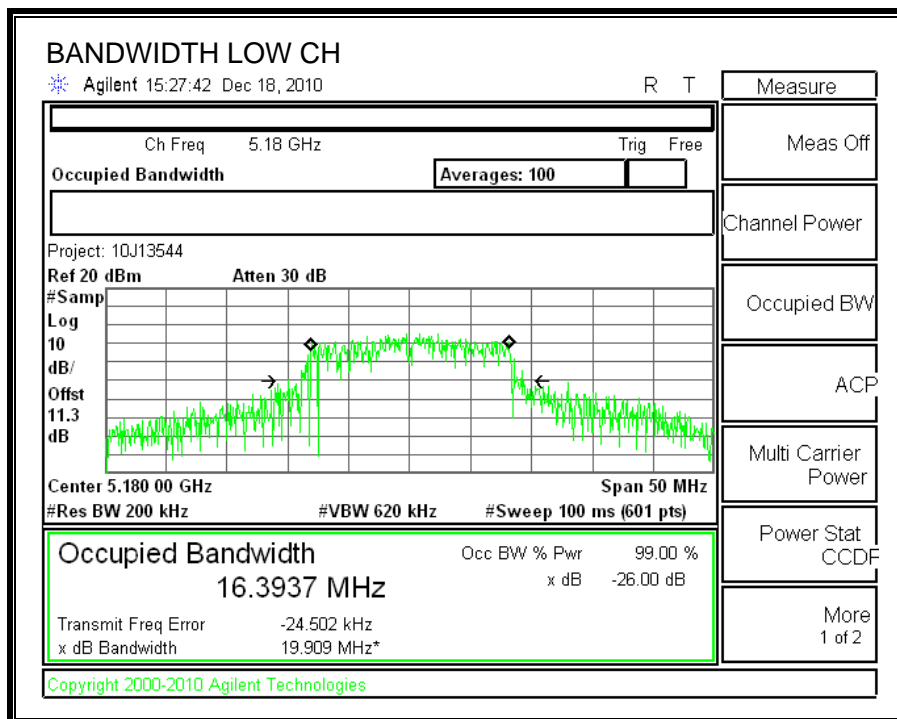 BANDWIDTH LOW CH
Agilent 15:27:42 Dec 18, 2010 R T
Measure
Ch Freq 5.18 GHz Trig Free
Meas Off
Occupied Bandwidth Averages: 100
Channel Power
Project: 10J13544
Ref 20 dBm Atten 30 dB
#Samp
Log
10
dB/
Offst
11.3
dB
Occupied BW
ACP
Multi Carrier
Power
Center 5.180 00 GHz Span 50 MHz
#Res BW 200 kHz #VBW 620 kHz #Sweep 100 ms (601 pts)
Power Stat
CCDF
Occupied Bandwidth Occ BW % Pwr 99.00 %
16.3937 MHz x dB -26.00 dB
Transmit Freq Error -24.502 kHz
x dB Bandwidth 19.909 MHz*
More
1 of 2
Copyright 2000-2010 Agilent Technologies